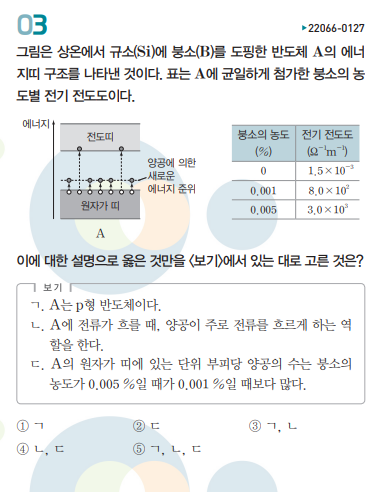 03
▶22066-0127
그림은 상온에서 규소(Si)에 붕소(B)를 도핑한 반도체 A의 에너
지띠 구조를 나타낸 것이다. 표는 A에 균일하게 첨가한 붕소의 농
도별 전기 전도도이다.
에너지
전도띠
양공에 의한
새로운
에너지 준위
원자가 띠
A
붕소의 농도 (%) 전기 전도도 (Ω⁻¹m⁻¹)
0 1.5×10⁻³
0.001 8.0×10²
0.005 3.0×10³
이에 대한 설명으로 옳은 것만을 〈보기〉에서 있는 대로 고른 것은?
보기
ㄱ. A는 p형 반도체이다.
ㄴ. A에 전류가 흐를 때, 양공이 주로 전류를 흐르게 하는 역
할을 한다.
ㄷ. A의 원자가 띠에 있는 단위 부피당 양공의 수는 붕소의
농도가 0.005 %일 때가 0.001 %일 때보다 많다.
① ㄱ ② ㄷ ③ ㄱ, ㄴ
④ ㄴ, ㄷ ⑤ ㄱ, ㄴ, ㄷ